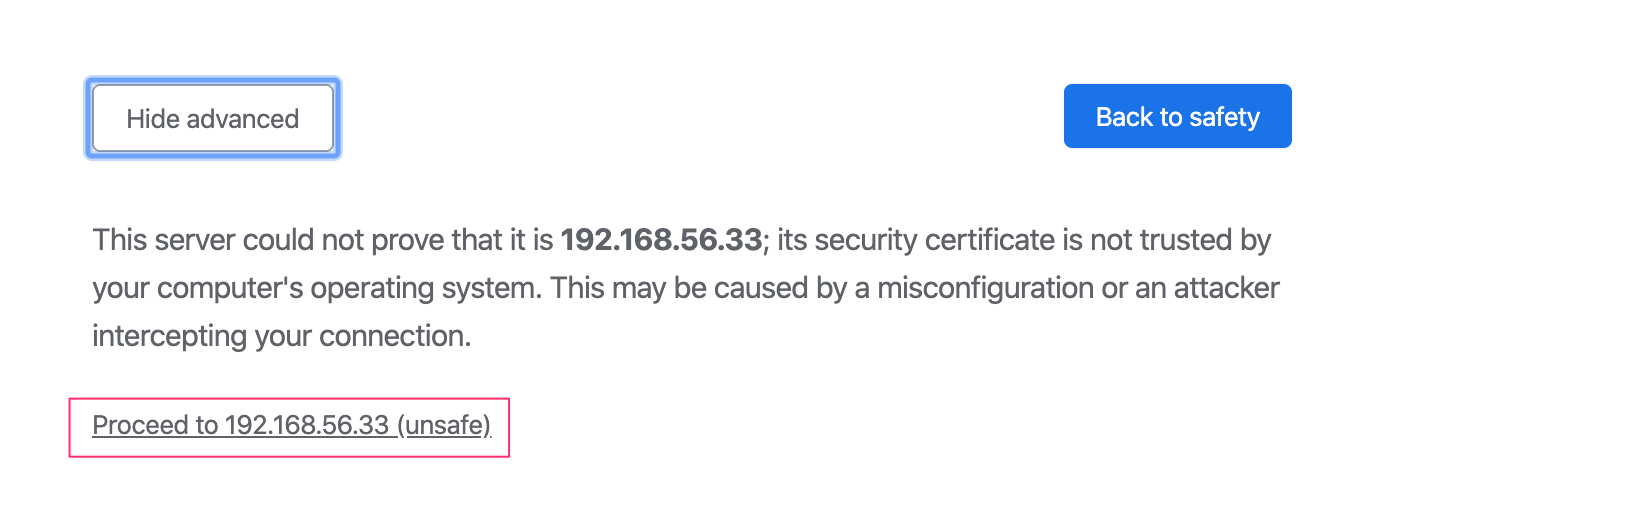 Hide advanced
Back to safety
This server could not prove that it is 192.168.56.33; its security certificate is not trusted by
your computer's operating system. This may be caused by a misconfiguration or an attacker
intercepting your connection.
Proceed to 192.168.56.33 (unsafe)